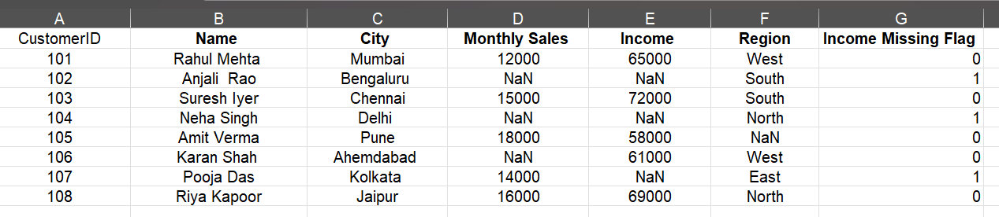 A B C D E F G
CustomerID Name City Monthly Sales Income Region Income Missing Flag
101 Rahul Mehta Mumbai 12000 65000 West 0
102 Anjali  Rao Bengaluru NaN NaN South 1
103 Suresh Iyer Chennai 15000 72000 South 0
104 Neha Singh Delhi NaN NaN North 1
105 Amit Verma Pune 18000 58000 NaN 0
106 Karan Shah Ahemdabad NaN 61000 West 0
107 Pooja Das Kolkata 14000 NaN East 1
108 Riya Kapoor Jaipur 16000 69000 North 0